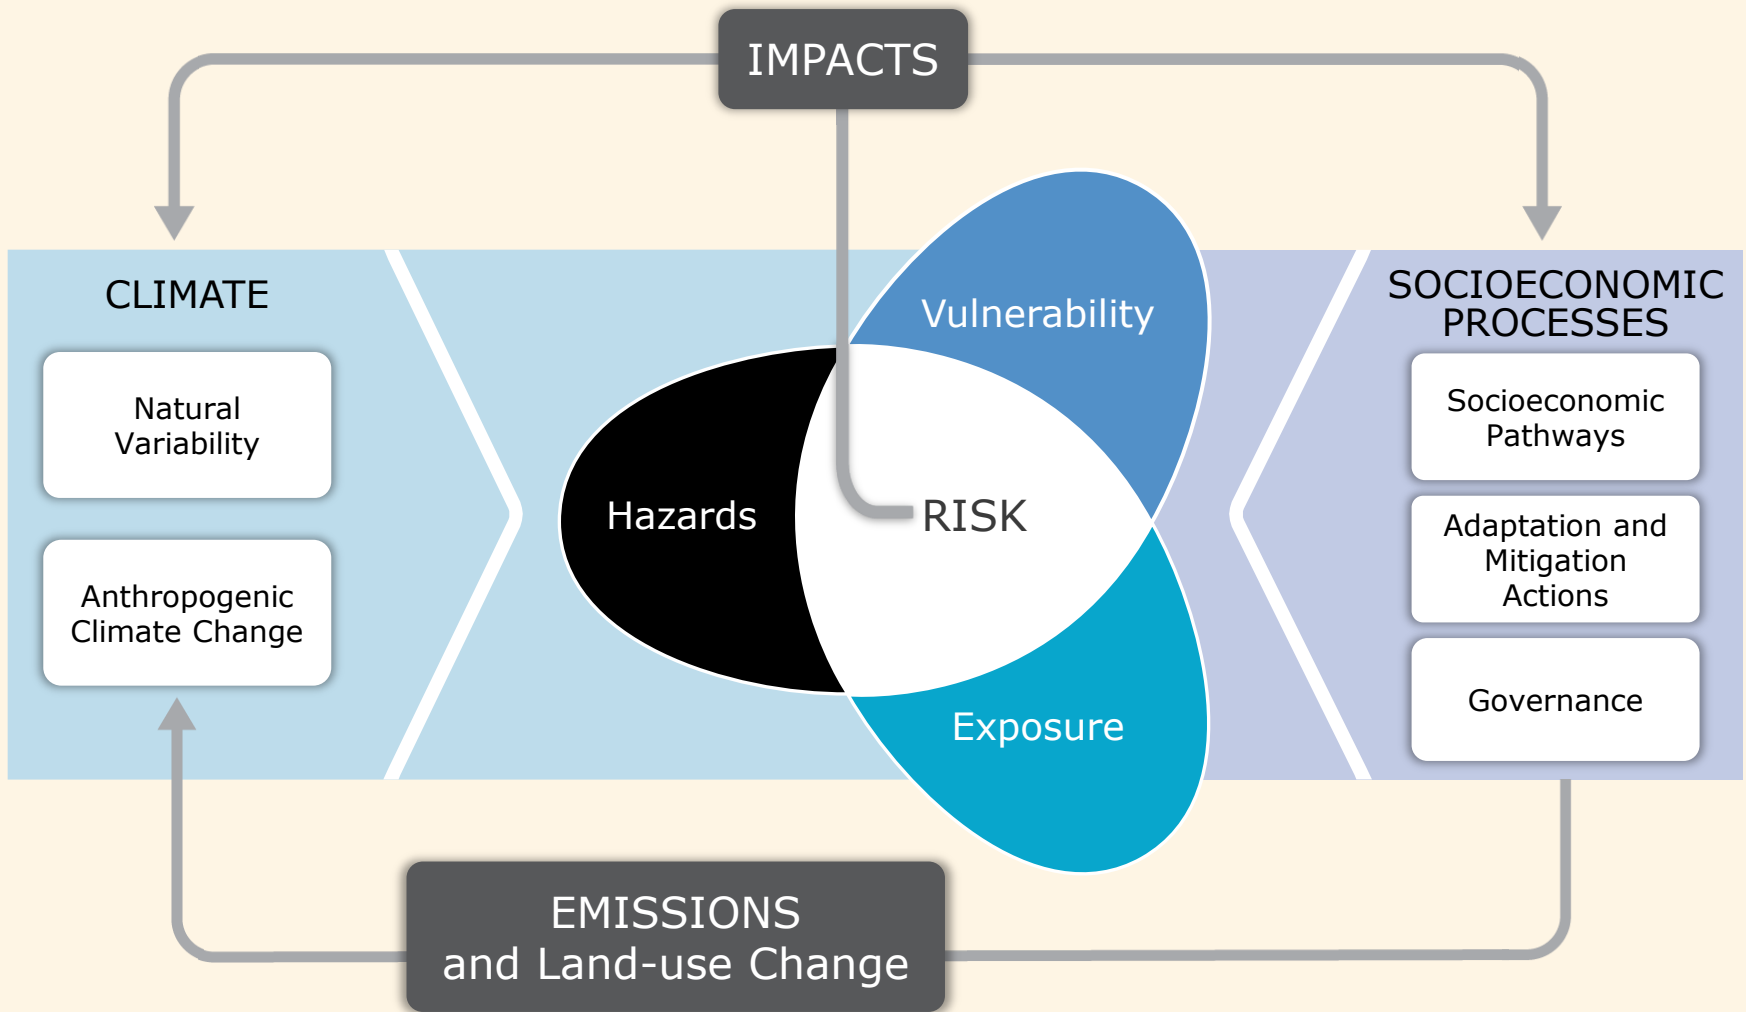 IMPACTS
CLIMATE
Natural
Variability
Anthropogenic
Climate Change
Vulnerability
Hazards
RISK
Exposure
SOCIOECONOMIC
PROCESSES
Socioeconomic
Pathways
Adaptation and
Mitigation
Actions
Governance
EMISSIONS
and Land-use Change